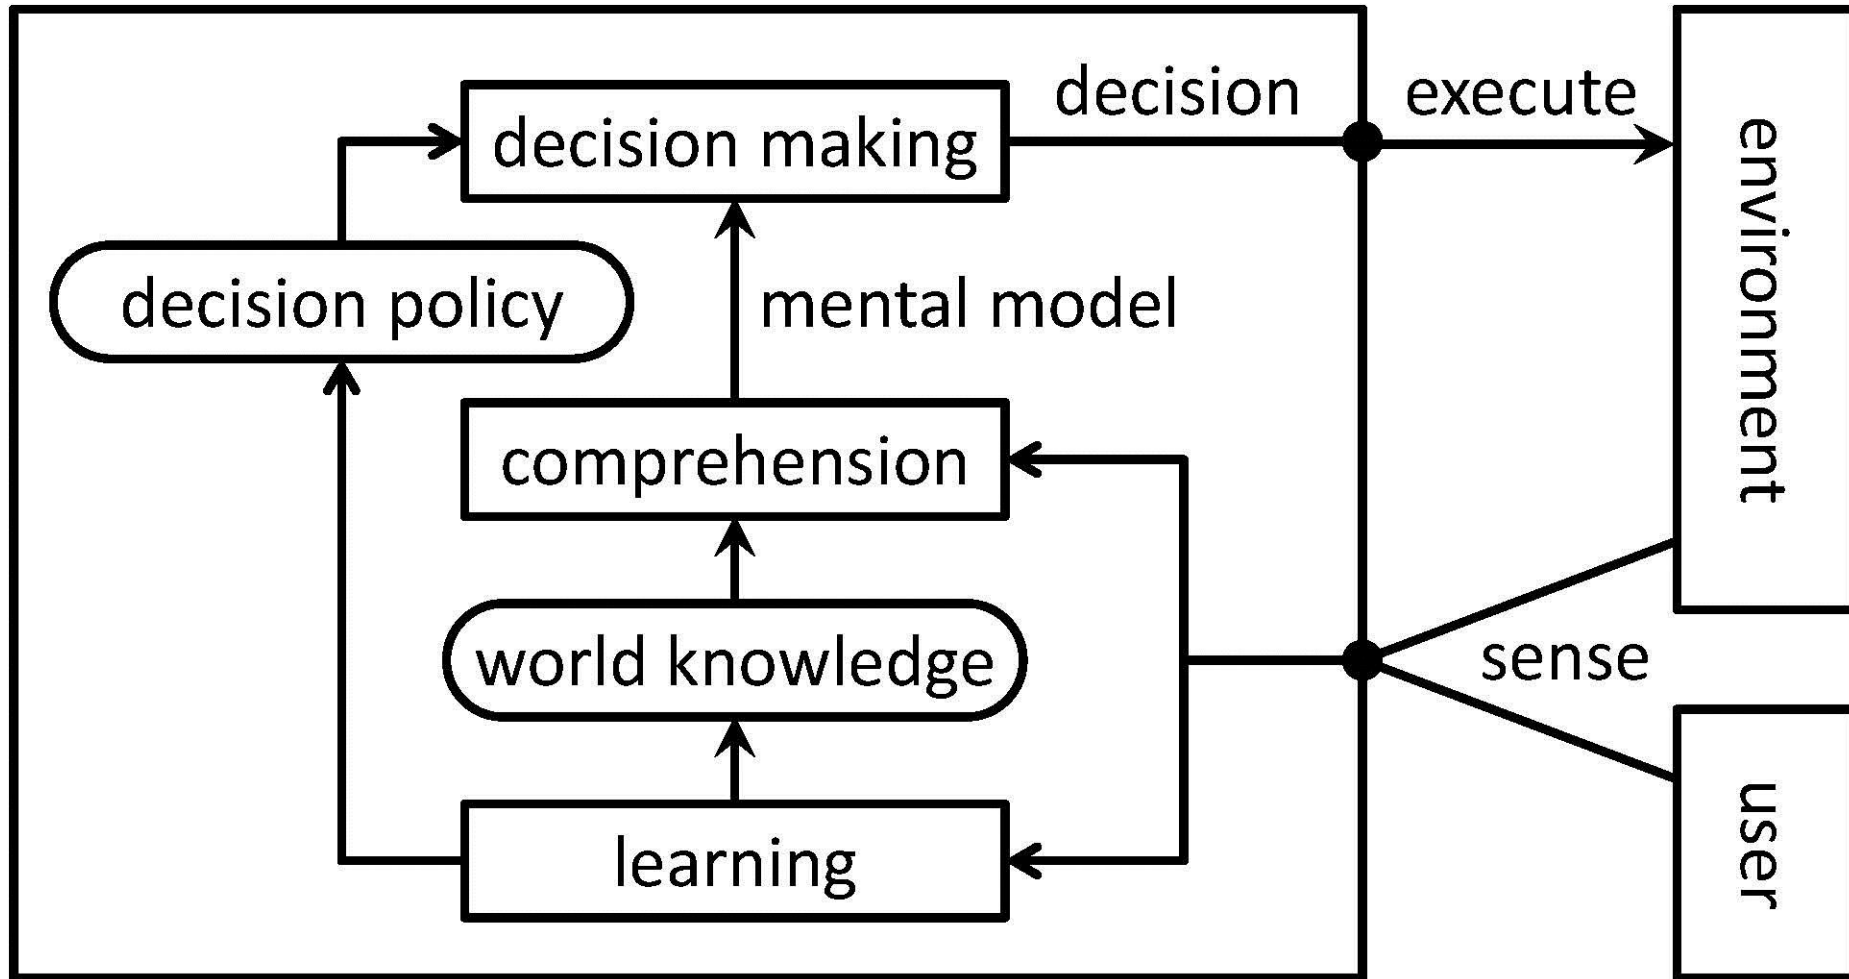 decision
execute
decision making
environment
decision policy
mental model
comprehension
world knowledge
sense
learning
user